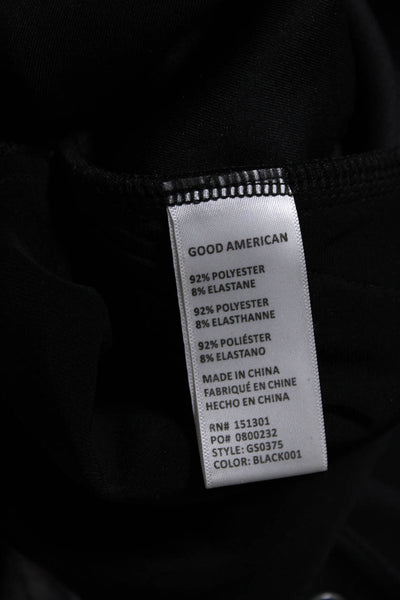 GOOD AMERICAN
92% POLYESTER
8% ELASTANE
92% POLYESTER
8% ELASTHANNE
92% POLIÉSTER
8% ELASTANO
MADE IN CHINA
FABRIQUÉ EN CHINE
HECHO EN CHINA
RN# 151301
PO# 0800232
STYLE: GS0375
COLOR: BLACK001